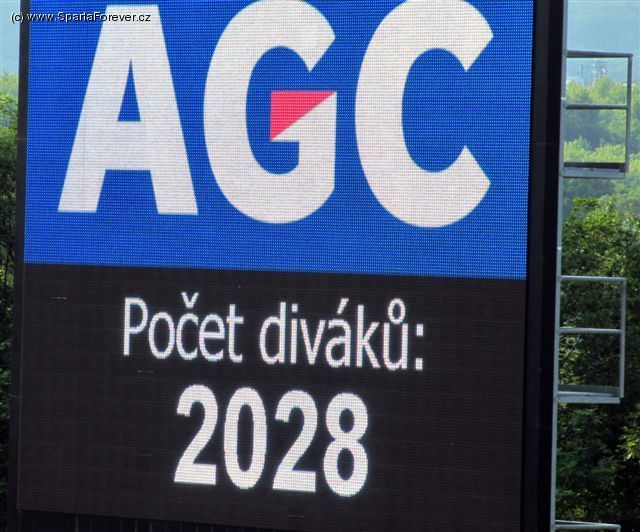 (c) www.SpartaForever.cz
AGC
Počet diváků:
2028